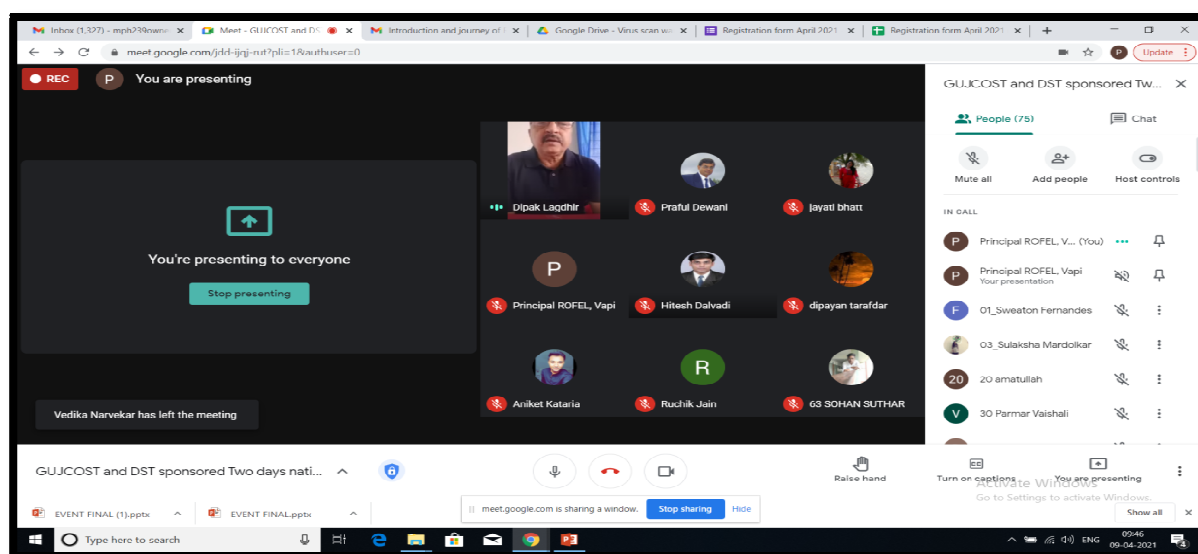 Inbox (1,327) - mph239owne
Meet - GUJCOST and DS
Introduction and journey of I
Google Drive - Virus scan wa
Registration form April 2021
Registration form April 2021
meet.google.com/jdd-ijqj-rut?pli=1&authuser=0
P
Update
REC
P
You are presenting
GUJCOST and DST sponsored Tw...
People (75)
Chat
Mute all
Add people
Host controls
IN CALL
P Principal ROFEL, V... (You)
P Principal ROFEL, Vapi
Your presentation
F 01_Sweaton Fernandes
03_Sulaksha Mardolkar
20 20 amatullah
V 30 Parmar Vaishali
You're presenting to everyone
Stop presenting
Dipak Lagdhir
Praful Dewani
jayati bhatt
P
Principal ROFEL, Vapi
Hitesh Dalvadi
dipayan tarafdar
R
Aniket Kataria
Ruchik Jain
63 SOHAN SUTHAR
Vedika Narvekar has left the meeting
GUJCOST and DST sponsored Two days nati...
Raise hand
CC
Turn on captions
You are presenting
Activate Windows
Go to Settings to activate Windows.
EVENT FINAL (1).pptx
EVENT FINAL.pptx
meet.google.com is sharing a window.
Stop sharing
Hide
Show all
Type here to search
ENG
09:46
09-04-2021
4